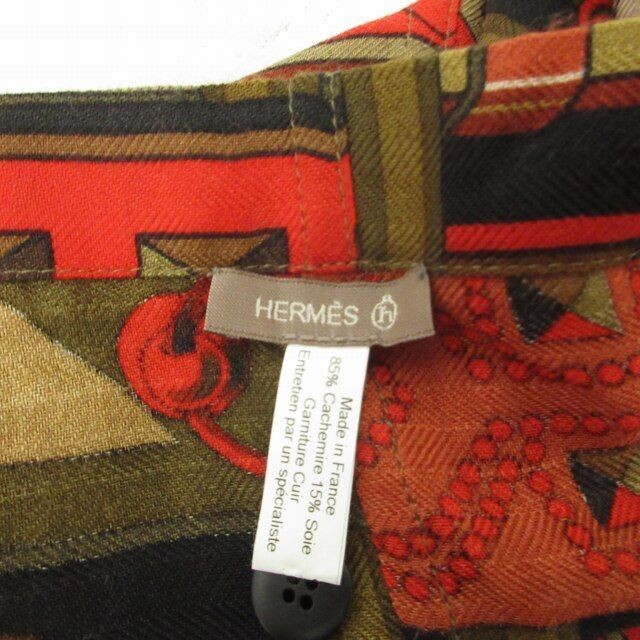 HERMÈS h
Made in France
85% Cachemire 15% Soie
Garniture Cuir
Entretien par un spécialiste